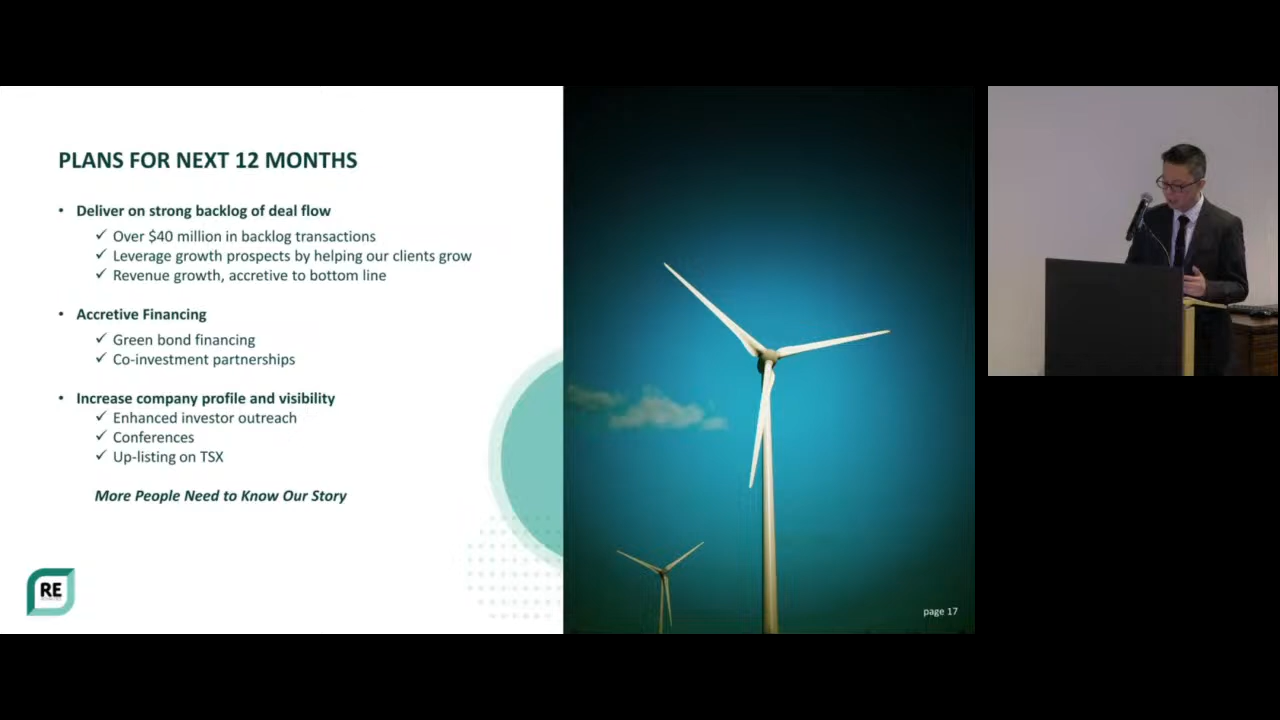 PLANS FOR NEXT 12 MONTHS
• Deliver on strong backlog of deal flow
✓ Over $40 million in backlog transactions
✓ Leverage growth prospects by helping our clients grow
✓ Revenue growth, accretive to bottom line
• Accretive Financing
✓ Green bond financing
✓ Co-investment partnerships
• Increase company profile and visibility
✓ Enhanced investor outreach
✓ Conferences
✓ Up-listing on TSX
More People Need to Know Our Story
RE
page 17